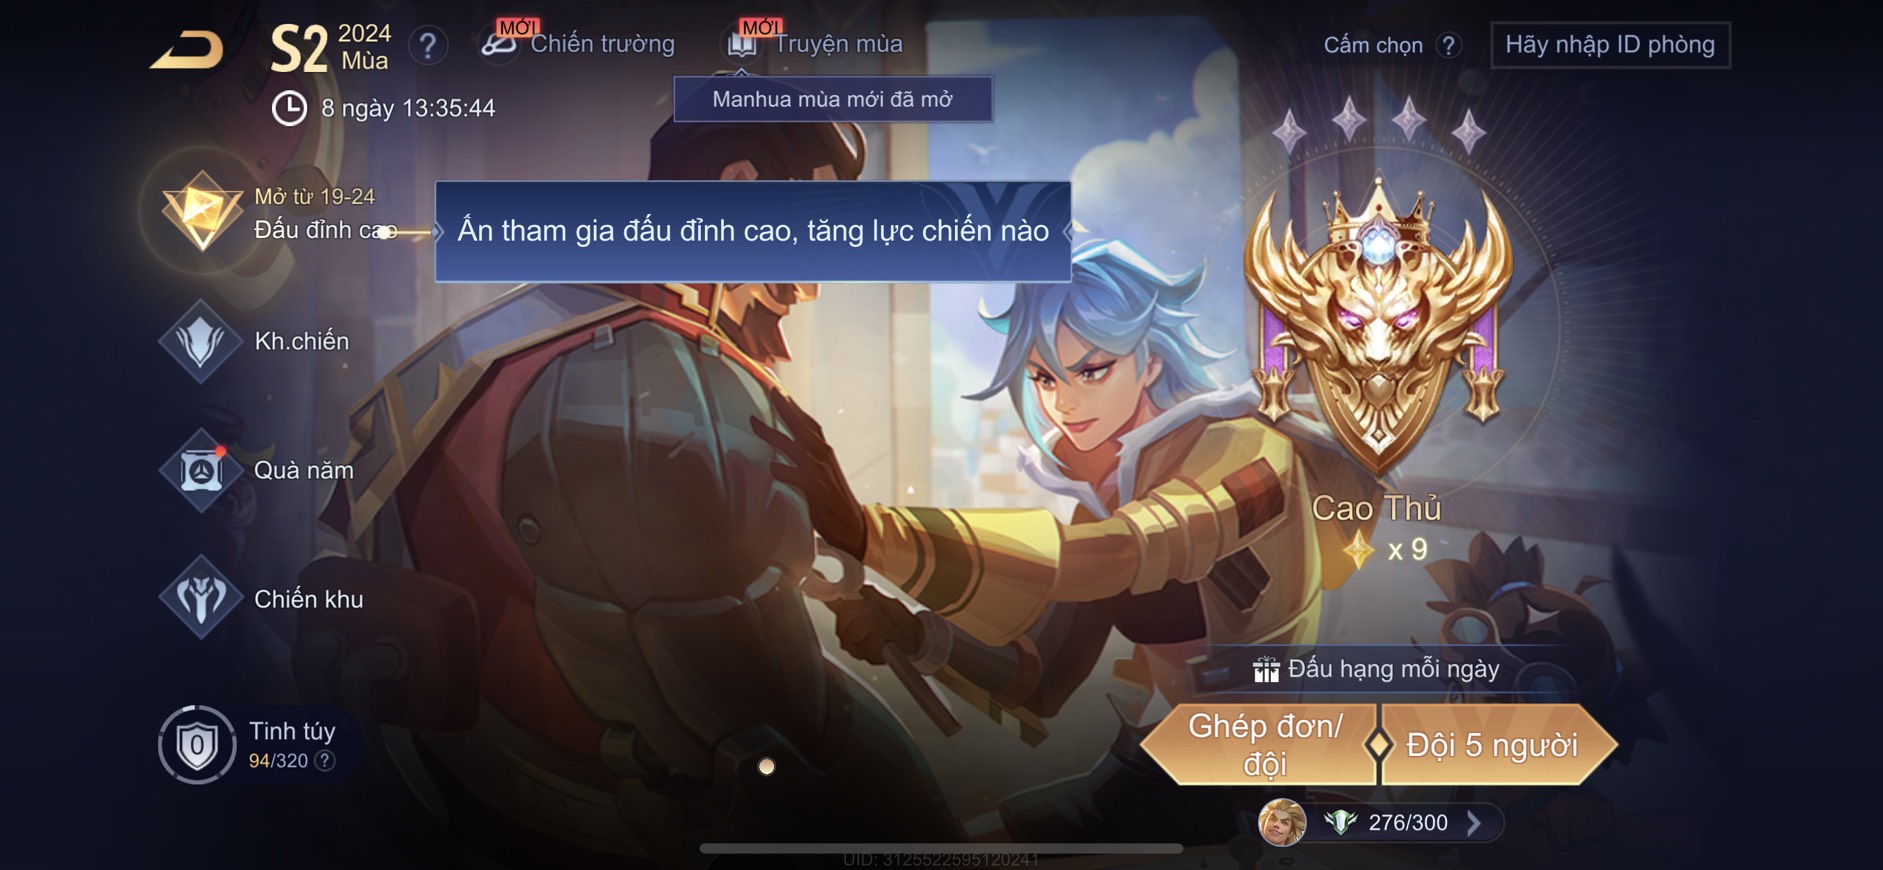 S2
2024
Mùa
?
MỚI
Chiến trường
MỚI
Truyện mùa
Cấm chọn ?
Hãy nhập ID phòng
8 ngày 13:35:44
Manhua mùa mới đã mở
Mở từ 19-24
Đấu đỉnh cao
Ấn tham gia đấu đỉnh cao, tăng lực chiến nào
Kh.chiến
Quà năm
Chiến khu
Cao Thủ
x 9
Đấu hạng mỗi ngày
0
Tinh túy
94/320 ?
Ghép đơn/
đội
Đội 5 người
276/300
UID: 3125522595120241